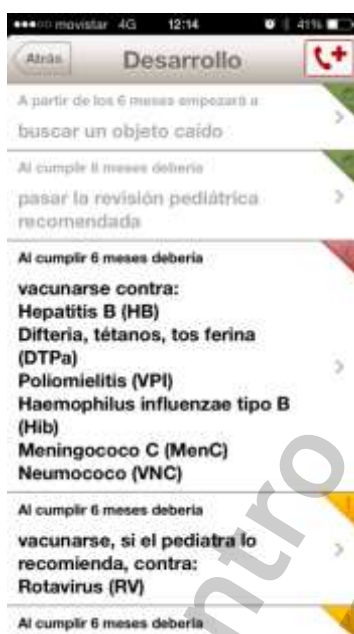 movistar 4G 12:14 41%
Atrás Desarrollo
A partir de los 6 meses empezará a
buscar un objeto caído
Al cumplir 6 meses debería
pasar la revisión pediátrica
recomendada
Al cumplir 6 meses debería
vacunarse contra:
Hepatitis B (HB)
Difteria, tétanos, tos ferina
(DTPa)
Poliomielitis (VPI)
Haemophilus influenzae tipo B
(Hib)
Meningococo C (MenC)
Neumococo (VNC)
Al cumplir 6 meses debería
vacunarse, si el pediatra lo
recomienda, contra:
Rotavirus (RV)
Al cumplir 6 meses debería